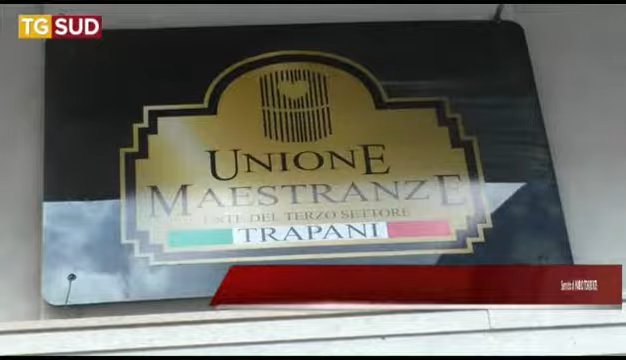 TG SUD
UNIONE
MAESTRANZE
ENTE DEL TERZO SETTORE
TRAPANI